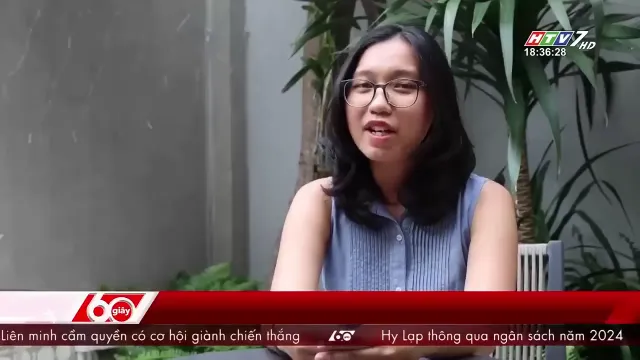 HTV7 HD
18:36:28
60 giây
Liên minh cầm quyền có cơ hội giành chiến thắng 60 Hy Lạp thông qua ngân sách năm 2024